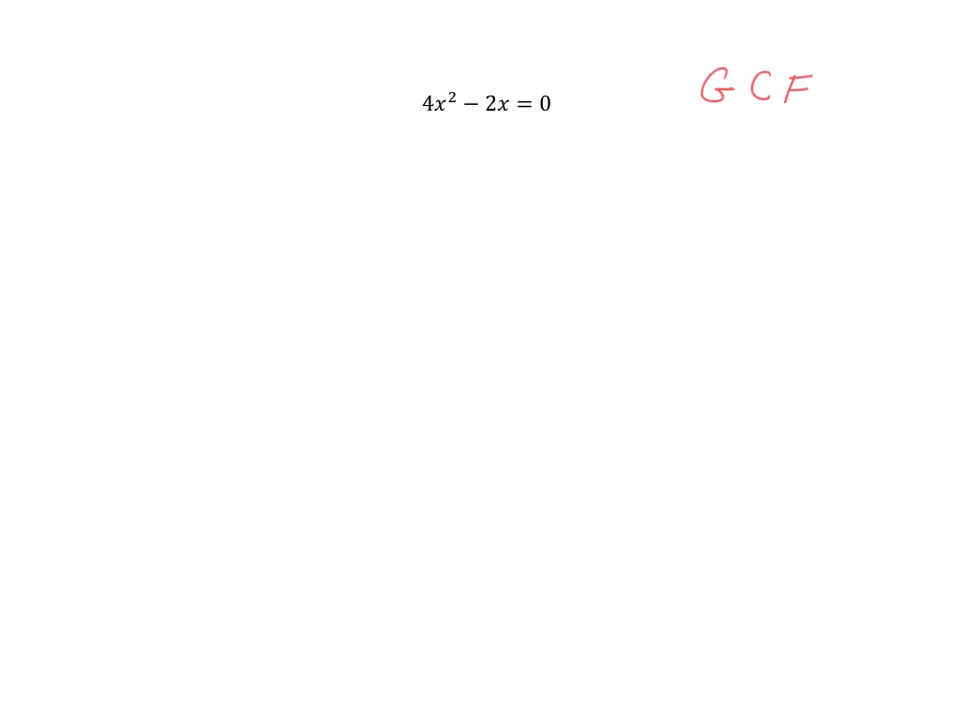 GCF
4x² − 2x = 0